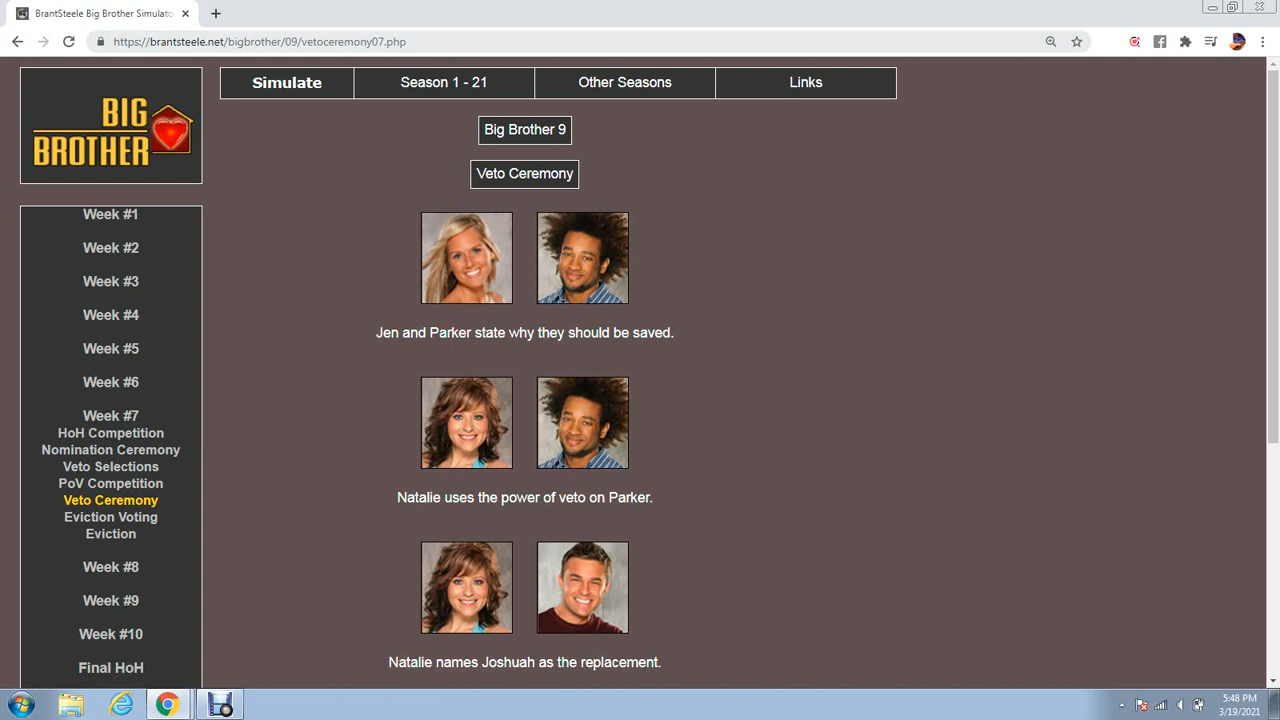 BrantSteele Big Brother Simulato
https://brantsteele.net/bigbrother/09/vetoceremony07.php
BIG
BROTHER
Simulate
Season 1 - 21
Other Seasons
Links
Big Brother 9
Veto Ceremony
Jen and Parker state why they should be saved.
Natalie uses the power of veto on Parker.
Natalie names Joshuah as the replacement.
Week #1
Week #2
Week #3
Week #4
Week #5
Week #6
Week #7
HoH Competition
Nomination Ceremony
Veto Selections
PoV Competition
Veto Ceremony
Eviction Voting
Eviction
Week #8
Week #9
Week #10
Final HoH
5:48 PM
3/19/2021